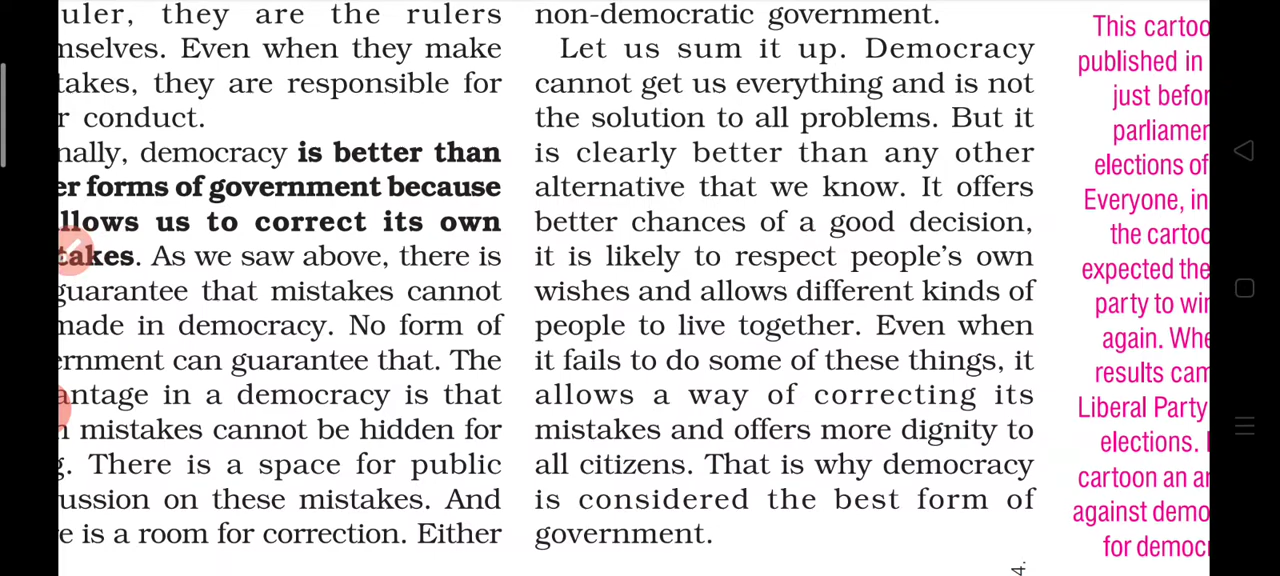 uler, they are the rulers
mselves. Even when they make
takes, they are responsible for
r conduct.
nally, democracy is better than
er forms of government because
llows us to correct its own
takes. As we saw above, there is
guarantee that mistakes cannot
made in democracy. No form of
ernment can guarantee that. The
antage in a democracy is that
mistakes cannot be hidden for
g. There is a space for public
ussion on these mistakes. And
e is a room for correction. Either
non-democratic government.
Let us sum it up. Democracy
cannot get us everything and is not
the solution to all problems. But it
is clearly better than any other
alternative that we know. It offers
better chances of a good decision,
it is likely to respect people's own
wishes and allows different kinds of
people to live together. Even when
it fails to do some of these things, it
allows a way of correcting its
mistakes and offers more dignity to
all citizens. That is why democracy
is considered the best form of
government.
This cartoo
published in
just befor
parliamer
elections of
Everyone, in
the cartoo
expected the
party to wir
again. Whe
results cam
Liberal Party
elections. I
cartoon an ar
against demo
for democr
4.